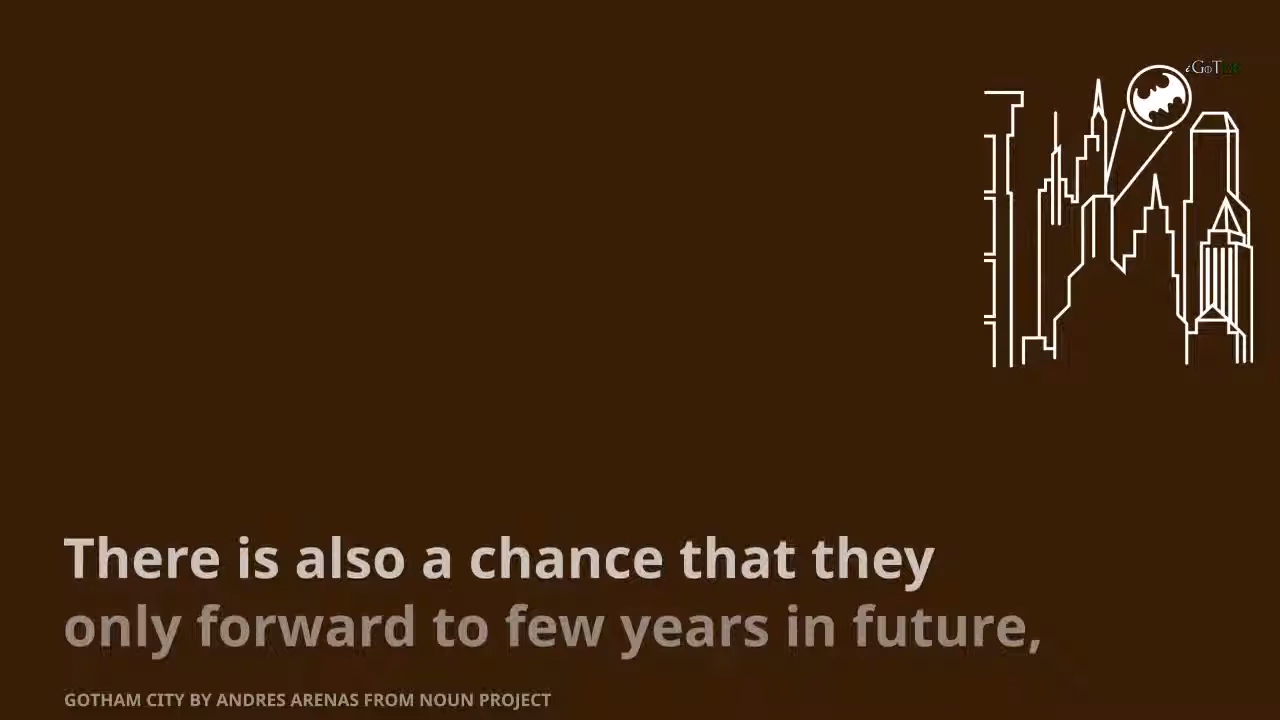 There is also a chance that they
only forward to few years in future,
GOTHAM CITY BY ANDRES ARENAS FROM NOUN PROJECT